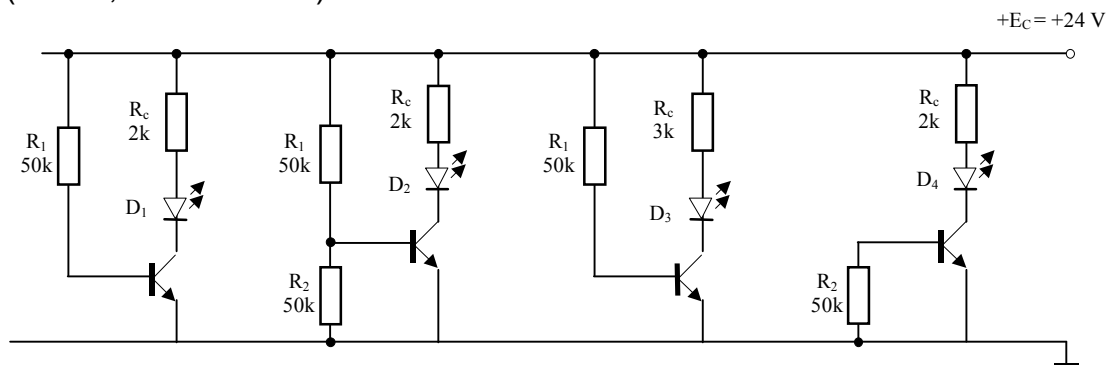 +E_C = +24 V
R_1
50k
R_c
2k
D_1
R_1
50k
R_2
50k
R_c
2k
D_2
R_1
50k
R_c
3k
D_3
R_2
50k
R_c
2k
D_4